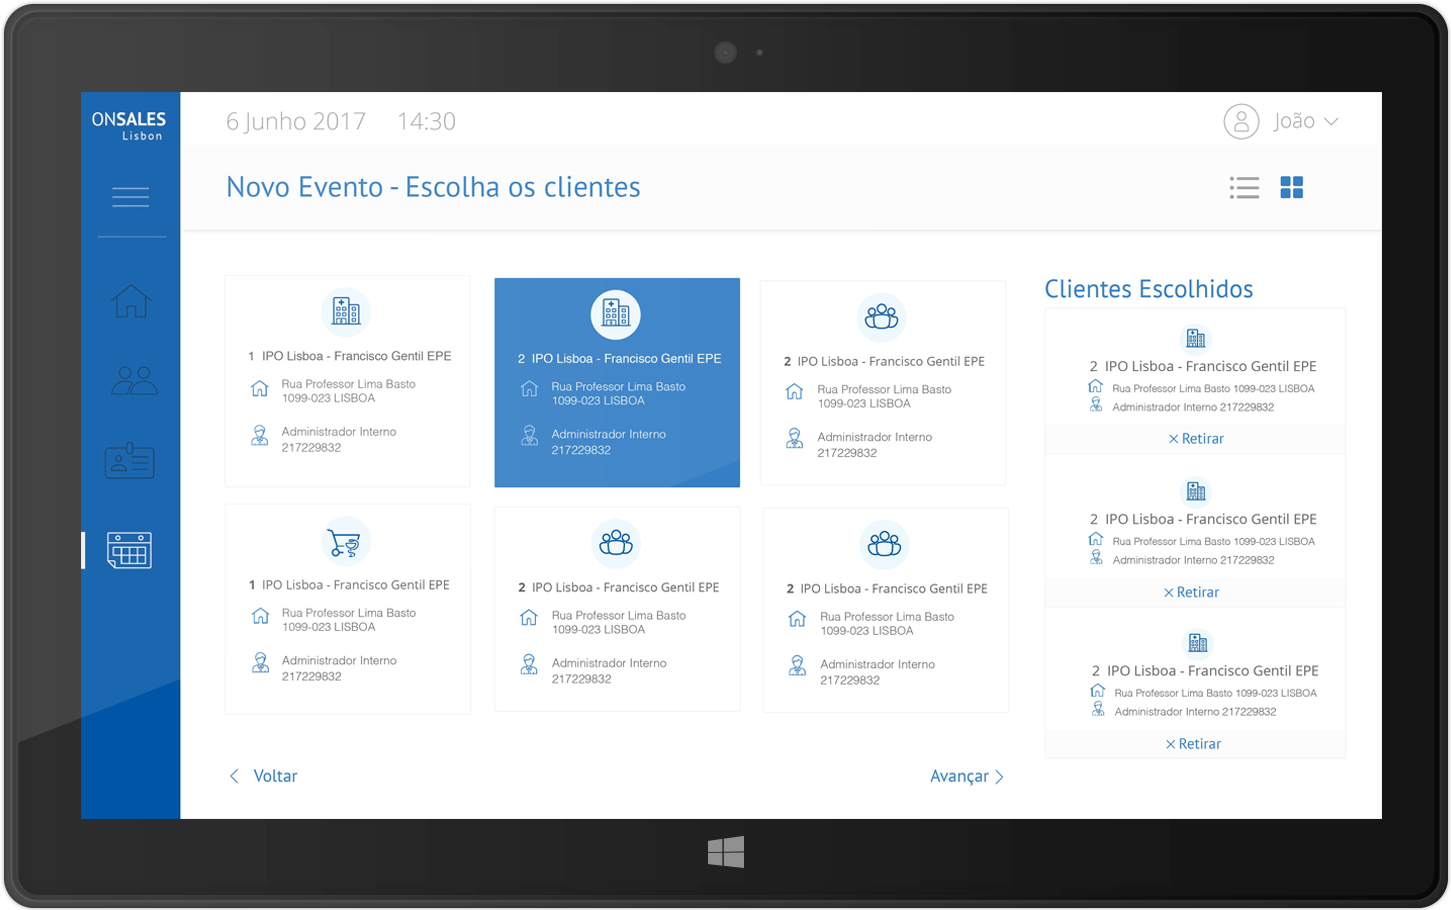 ONSALES
Lisbon
6 Junho 2017 14:30
João
Novo Evento - Escolha os clientes
1 IPO Lisboa - Francisco Gentil EPE
Rua Professor Lima Basto
1099-023 LISBOA
Administrador Interno
217229832
2 IPO Lisboa - Francisco Gentil EPE
Rua Professor Lima Basto
1099-023 LISBOA
Administrador Interno
217229832
2 IPO Lisboa - Francisco Gentil EPE
Rua Professor Lima Basto
1099-023 LISBOA
Administrador Interno
217229832
1 IPO Lisboa - Francisco Gentil EPE
Rua Professor Lima Basto
1099-023 LISBOA
Administrador Interno
217229832
2 IPO Lisboa - Francisco Gentil EPE
Rua Professor Lima Basto
1099-023 LISBOA
Administrador Interno
217229832
2 IPO Lisboa - Francisco Gentil EPE
Rua Professor Lima Basto
1099-023 LISBOA
Administrador Interno
217229832
Voltar
Avançar
Clientes Escolhidos
2 IPO Lisboa - Francisco Gentil EPE
Rua Professor Lima Basto 1099-023 LISBOA
Administrador Interno 217229832
Retirar
2 IPO Lisboa - Francisco Gentil EPE
Rua Professor Lima Basto 1099-023 LISBOA
Administrador Interno 217229832
Retirar
2 IPO Lisboa - Francisco Gentil EPE
Rua Professor Lima Basto 1099-023 LISBOA
Administrador Interno 217229832
Retirar